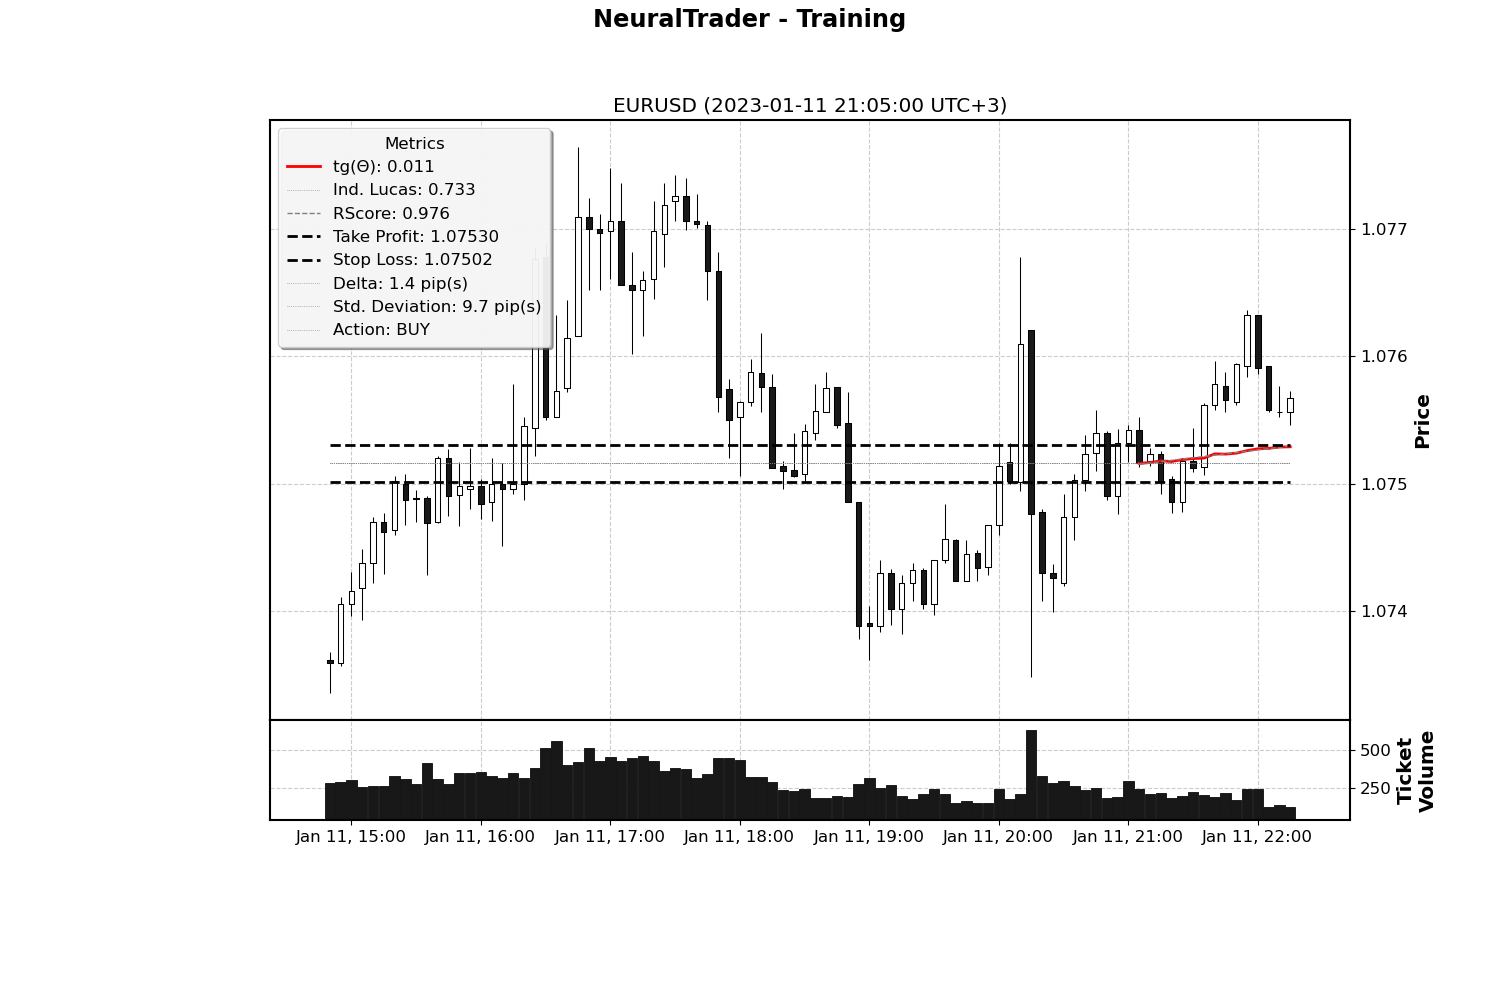 NeuralTrader - Training
EURUSD (2023-01-11 21:05:00 UTC+3)
Metrics
tg(Θ): 0.011
Ind. Lucas: 0.733
RScore: 0.976
Take Profit: 1.07530
Stop Loss: 1.07502
Delta: 1.4 pip(s)
Std. Deviation: 9.7 pip(s)
Action: BUY
1.077
1.076
1.075
1.074
Price
500
250
Ticket
Volume
Jan 11, 15:00
Jan 11, 16:00
Jan 11, 17:00
Jan 11, 18:00
Jan 11, 19:00
Jan 11, 20:00
Jan 11, 21:00
Jan 11, 22:00